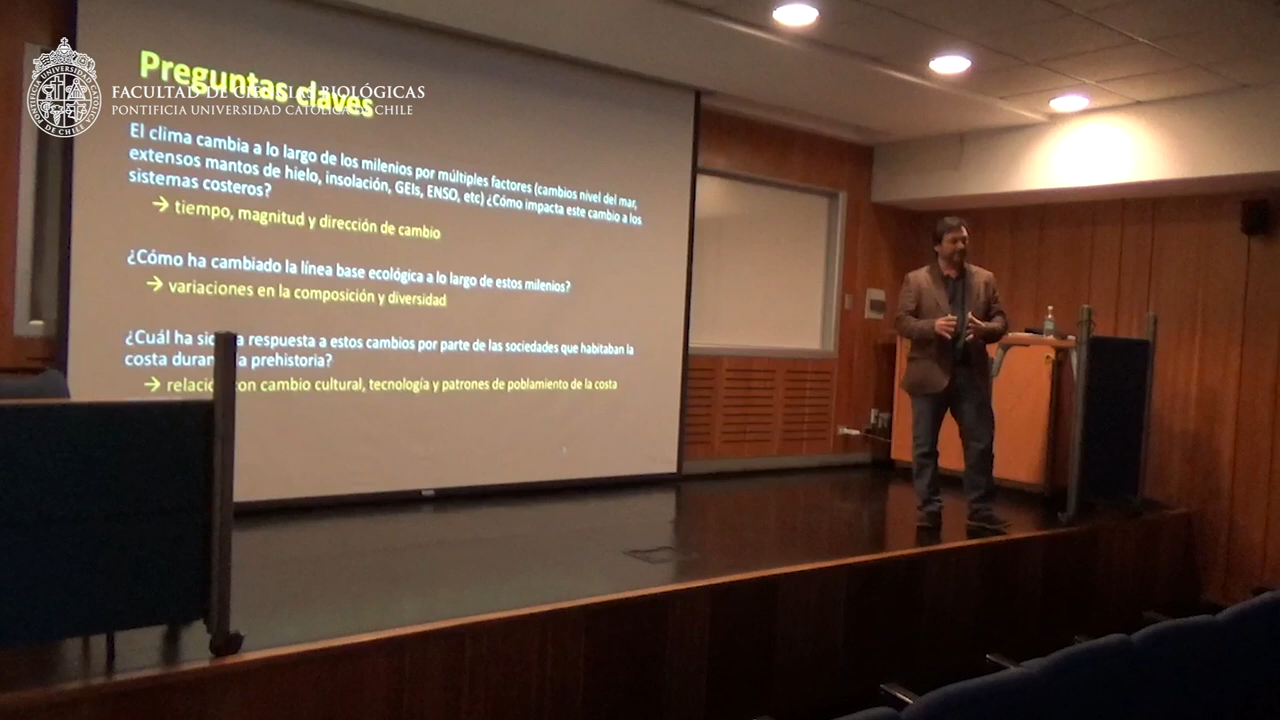 Preguntas claves
FACULTAD DE CIENCIAS BIOLÓGICAS
PONTIFICIA UNIVERSIDAD CATÓLICA DE CHILE
El clima cambia a lo largo de los milenios por múltiples factores (cambios nivel del mar,
extensos mantos de hielo, insolación, GEIs, ENSO, etc) ¿Cómo impacta este cambio a los
sistemas costeros?
→ tiempo, magnitud y dirección de cambio
¿Cómo ha cambiado la línea base ecológica a lo largo de estos milenios?
→ variaciones en la composición y diversidad
¿Cuál ha respuesta a estos cambios por parte de las sociedades que habitaban la
costa prehistoria?
→ cambio cultural, tecnología y patrones de poblamiento de la costa